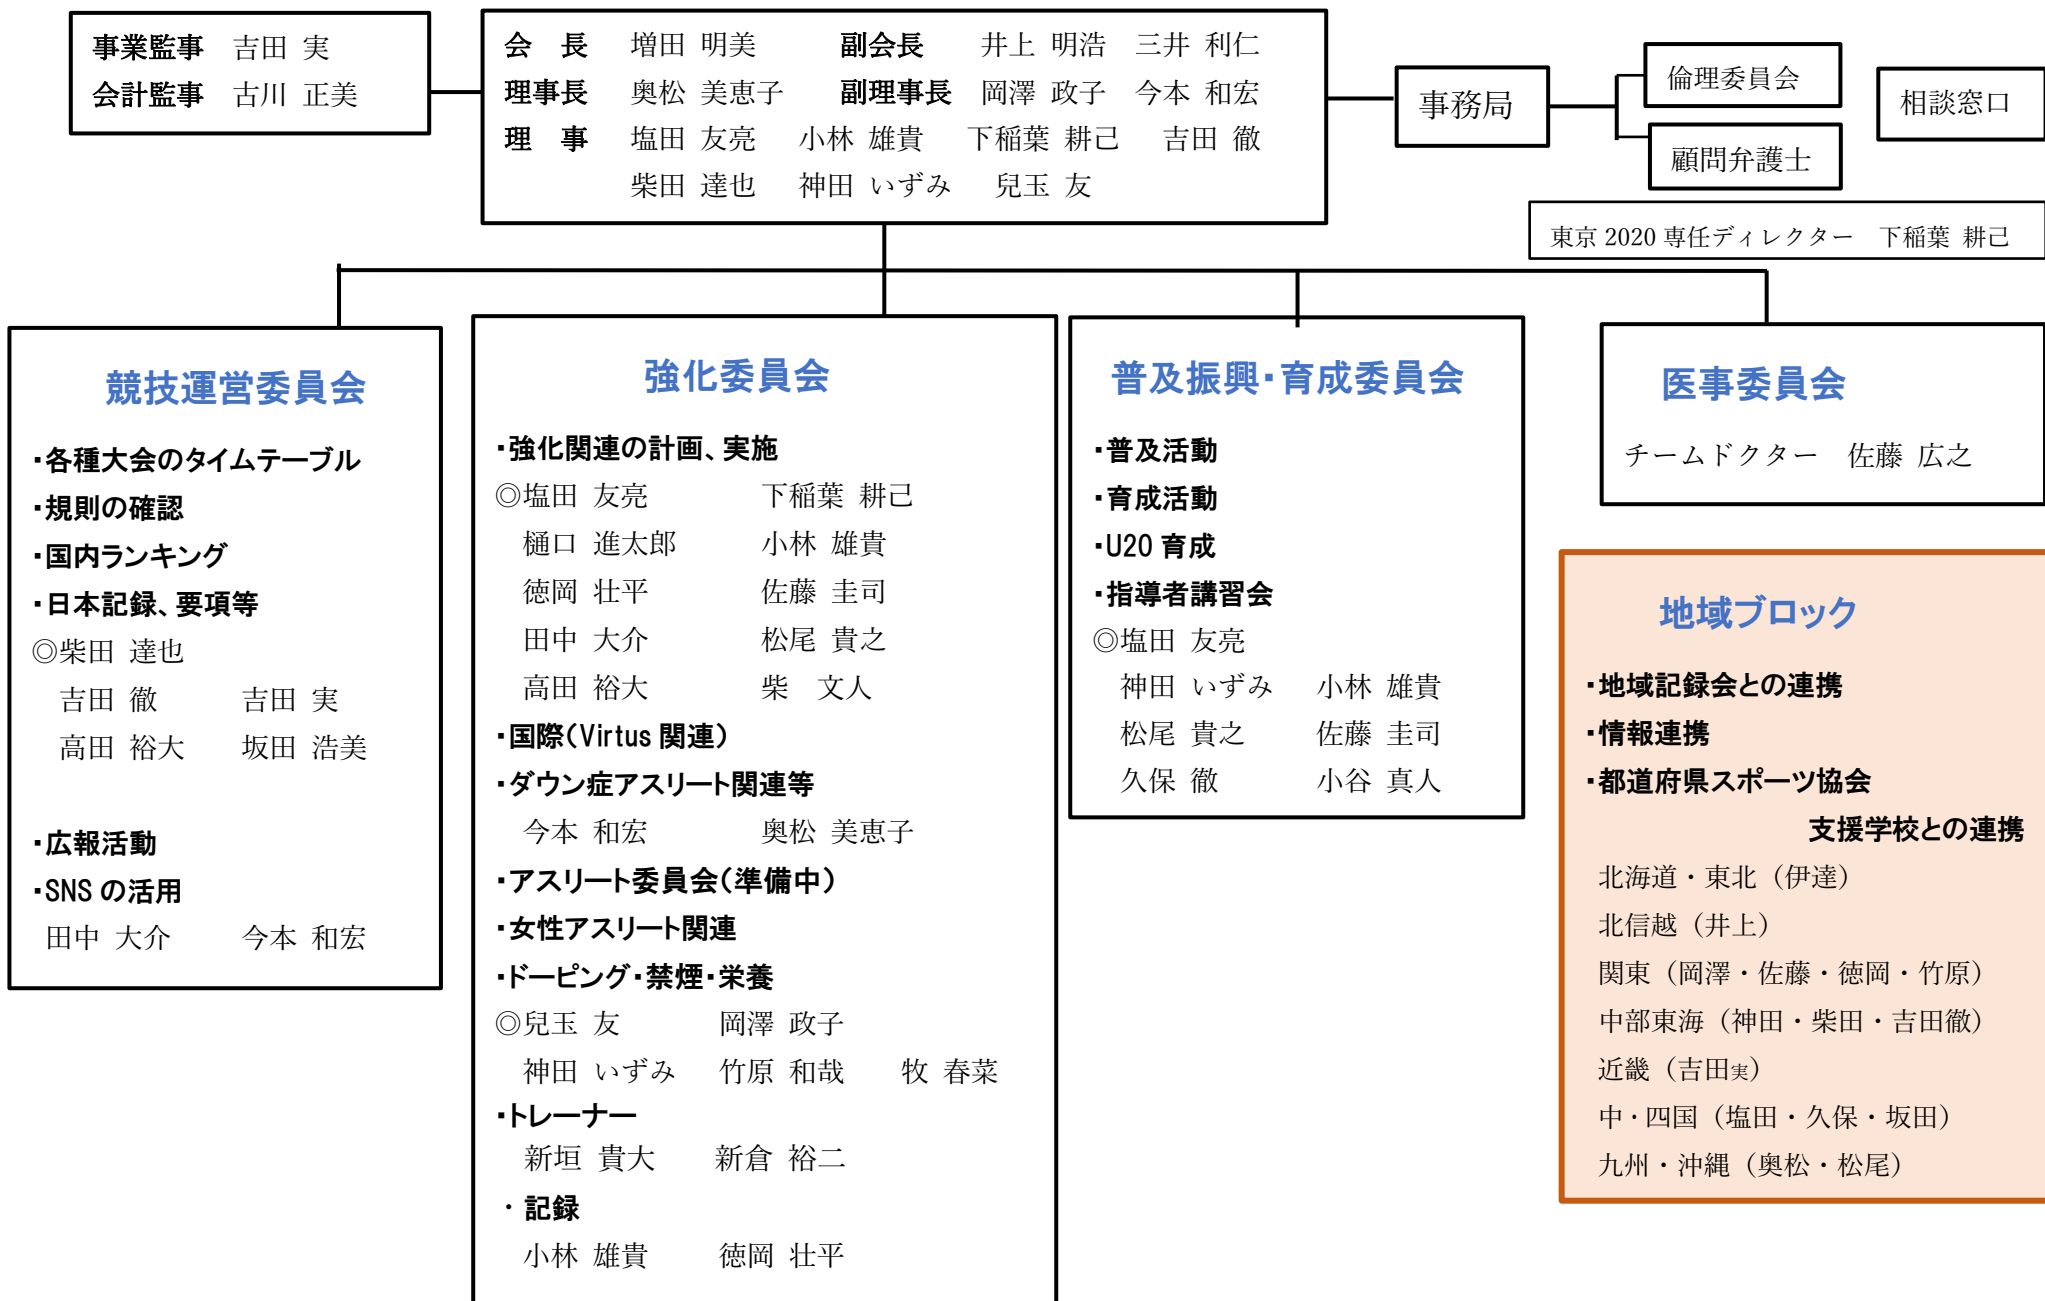 事業監事 吉田 実
会計監事 古川 正美
会 長 増田 明美 副会長 井上 明浩 三井 利仁
理事長 奥松 美恵子 副理事長 岡澤 政子 今本 和宏
理 事 塩田 友亮 小林 雄貴 下稲葉 耕己 吉田 徹
柴田 達也 神田 いずみ 兒玉 友
事務局
倫理委員会
顧問弁護士
相談窓口
東京 2020 専任ディレクター 下稲葉 耕己
競技運営委員会
・各種大会のタイムテーブル
・規則の確認
・国内ランキング
・日本記録、要項等
◎柴田 達也
吉田 徹 吉田 実
高田 裕大 坂田 浩美
・広報活動
・SNS の活用
田中 大介 今本 和宏
強化委員会
・強化関連の計画、実施
◎塩田 友亮 下稲葉 耕己
樋口 進太郎 小林 雄貴
徳岡 壮平 佐藤 圭司
田中 大介 松尾 貴之
高田 裕大 柴 文人
・国際(Virtus 関連)
・ダウン症アスリート関連等
今本 和宏 奥松 美恵子
・アスリート委員会(準備中)
・女性アスリート関連
・ドーピング・禁煙・栄養
◎兒玉 友 岡澤 政子
神田 いずみ 竹原 和哉 牧 春菜
・トレーナー
新垣 貴大 新倉 裕二
・記録
小林 雄貴 徳岡 壮平
普及振興・育成委員会
・普及活動
・育成活動
・U20 育成
・指導者講習会
◎塩田 友亮
神田 いずみ 小林 雄貴
松尾 貴之 佐藤 圭司
久保 徹 小谷 真人
医事委員会
チームドクター 佐藤 広之
地域ブロック
・地域記録会との連携
・情報連携
・都道府県スポーツ協会
支援学校との連携
北海道・東北（伊達）
北信越（井上）
関東（岡澤・佐藤・徳岡・竹原）
中部東海（神田・柴田・吉田徹）
近畿（吉田実）
中・四国（塩田・久保・坂田）
九州・沖縄（奥松・松尾）